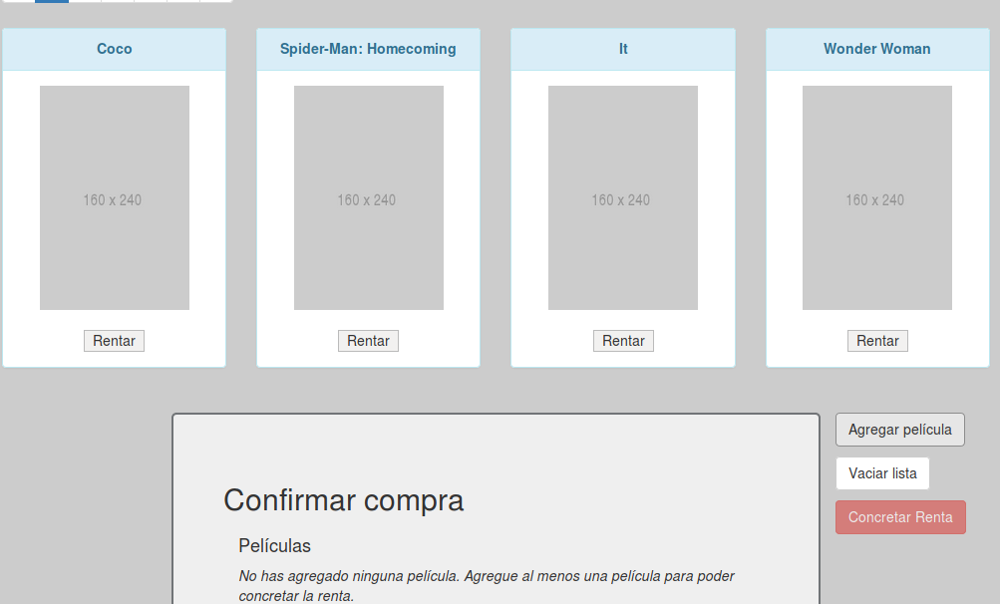 Coco
Spider-Man: Homecoming
It
Wonder Woman
160 x 240
160 x 240
160 x 240
160 x 240
Rentar
Rentar
Rentar
Rentar
Agregar película
Vaciar lista
Concretar Renta
Confirmar compra
Películas
No has agregado ninguna película. Agregue al menos una película para poder
concretar la renta.